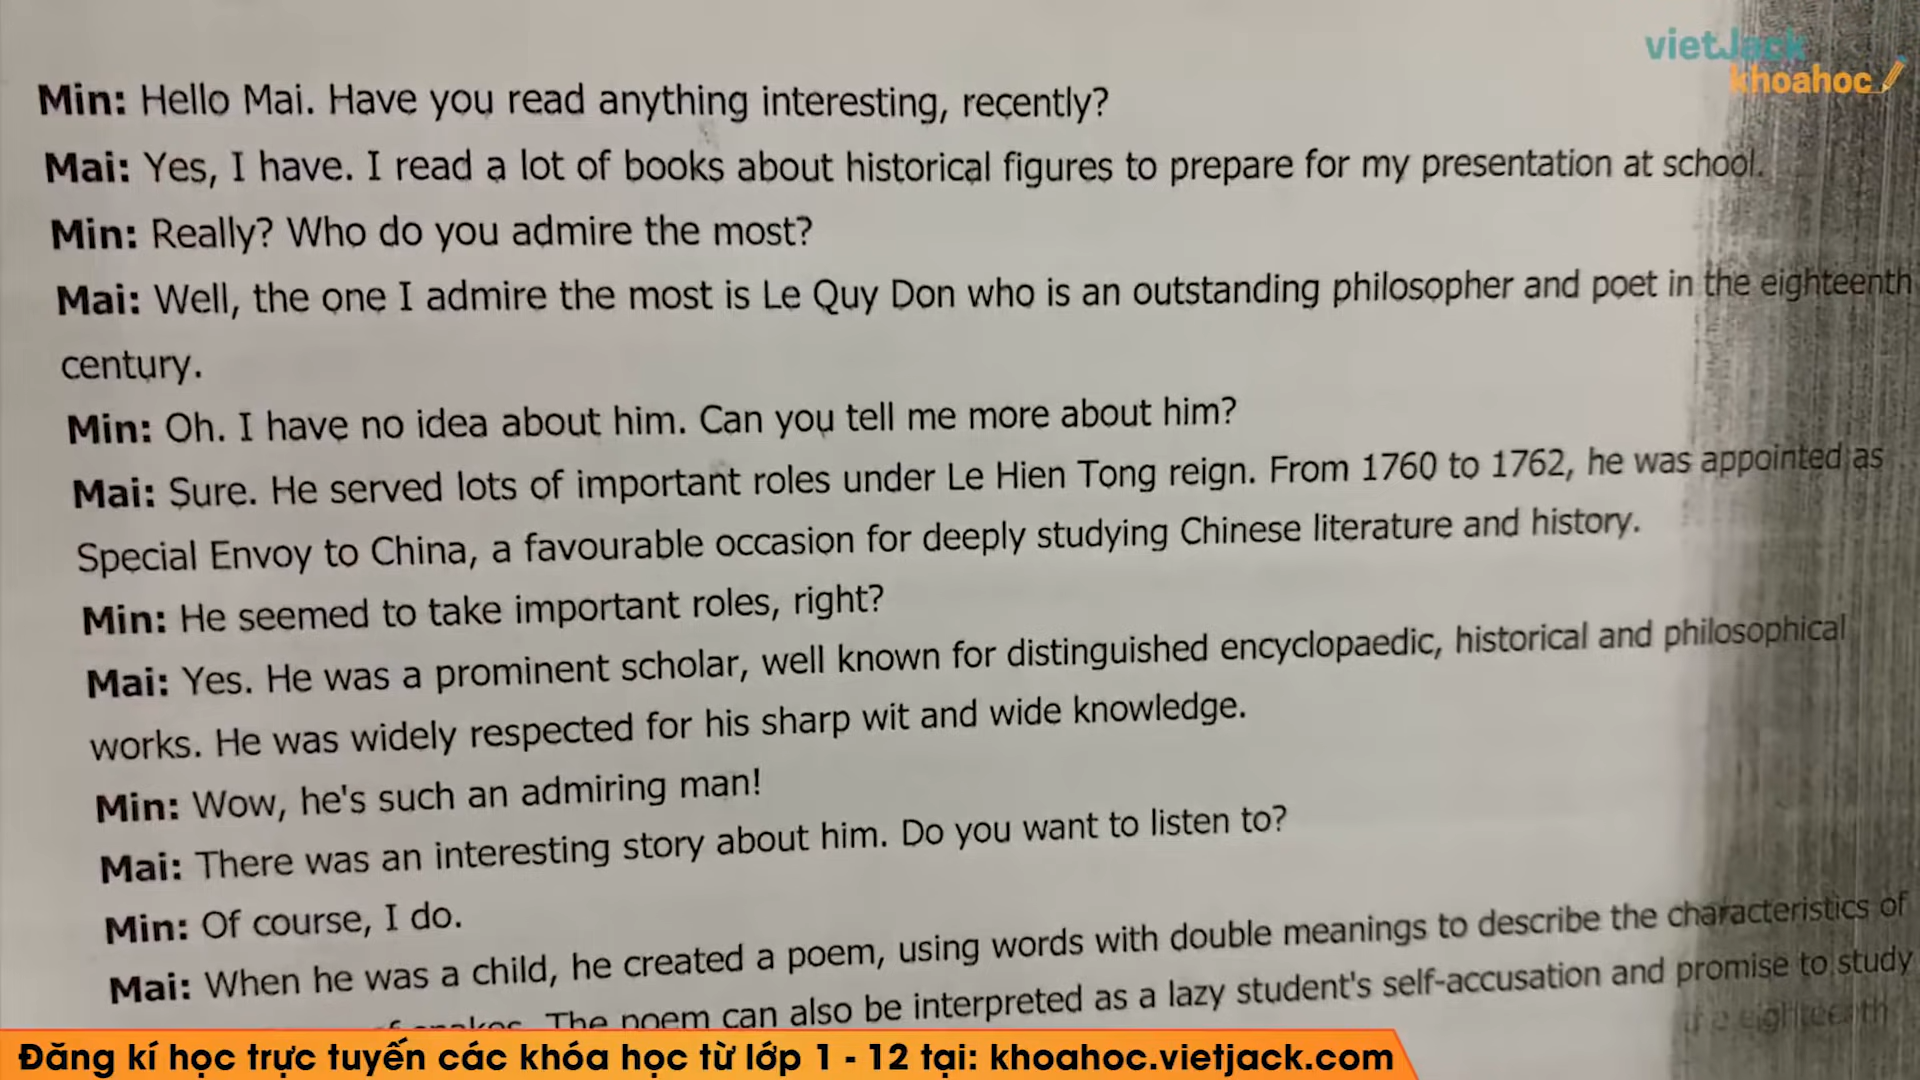 vietJack
khoahoc
Min: Hello Mai. Have you read anything interesting, recently?
Mai: Yes, I have. I read a lot of books about historical figures to prepare for my presentation at school.
Min: Really? Who do you admire the most?
Mai: Well, the one I admire the most is Le Quy Don who is an outstanding philosopher and poet in the eighteenth
century.
Min: Oh. I have no idea about him. Can you tell me more about him?
Mai: Sure. He served lots of important roles under Le Hien Tong reign. From 1760 to 1762, he was appointed as
Special Envoy to China, a favourable occasion for deeply studying Chinese literature and history.
Min: He seemed to take important roles, right?
Mai: Yes. He was a prominent scholar, well known for distinguished encyclopaedic, historical and philosophical
works. He was widely respected for his sharp wit and wide knowledge.
Min: Wow, he's such an admiring man!
Mai: There was an interesting story about him. Do you want to listen to?
Min: Of course, I do.
Mai: When he was a child, he created a poem, using words with double meanings to describe the characteristics of
of snakes. The poem can also be interpreted as a lazy student's self-accusation and promise to study
eighteenth
Đăng kí học trực tuyến các khóa học từ lớp 1 - 12 tại: khoahoc.vietjack.com